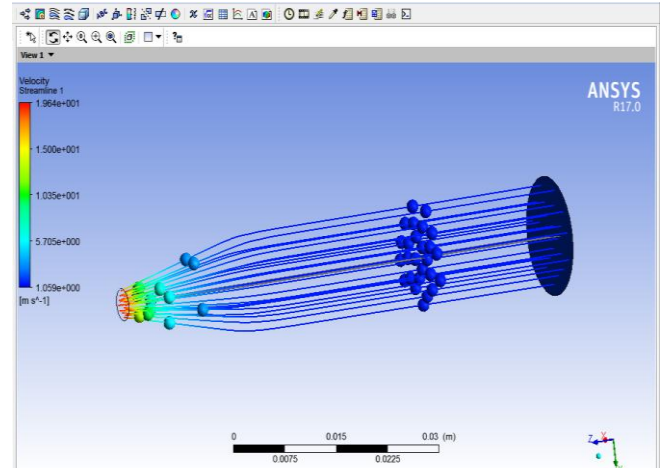 View 1
Velocity
Streamline 1
1.964e+001
1.500e+001
1.035e+001
5.705e+000
1.059e+000
[m s^-1]
ANSYS
R17.0
0 0.015 0.03 (m)
0.0075 0.0225
Z X
Y